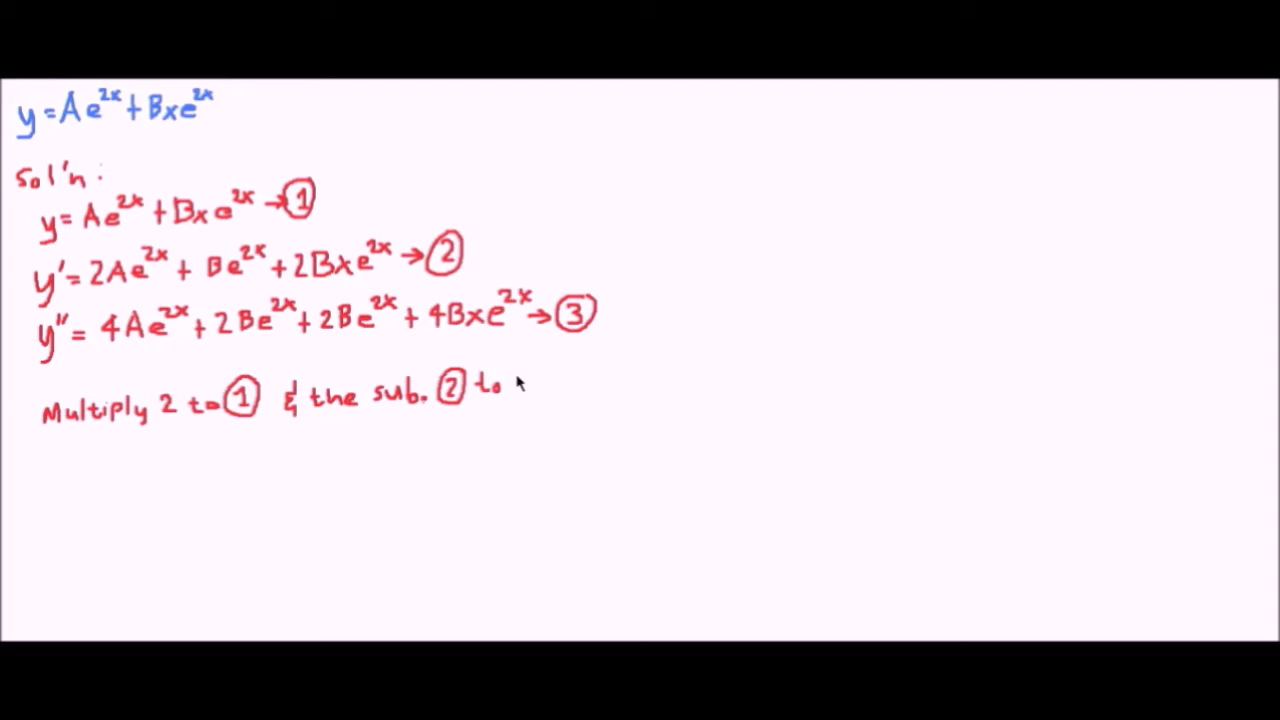 y=Ae^{2x}+Bxe^{2x}
Sol'n:
y=Ae^{2x}+Bxe^{2x}→①
y'=2Ae^{2x}+Be^{2x}+2Bxe^{2x}→②
y''=4Ae^{2x}+2Be^{2x}+2Be^{2x}+4Bxe^{2x}→③
Multiply 2 to ① & the sub. ② to